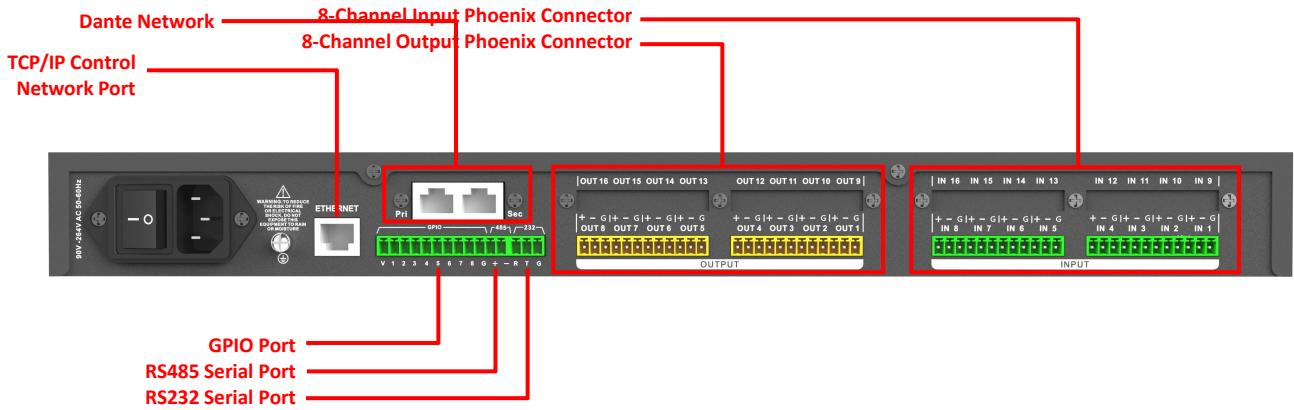 8-Channel Input Phoenix Connector
Dante Network
8-Channel Output Phoenix Connector
TCP/IP Control
Network Port
90V -264V AC 50-60Hz
WARNING:TO REDUCE
THE RISK OF FIRE
OR ELECTRICAL
SHOCK, DO NOT
EXPOSE THIS
EQUIPMENT TO RAIN
OR MOISTURE
ETHERNET
Pri Sec
GPIO 485 232
V 1 2 3 4 5 6 7 8 G + − R T G
OUT 16 OUT 15 OUT 14 OUT 13
OUT 12 OUT 11 OUT 10 OUT 9
+ − G + − G + − G + − G
+ − G + − G + − G + − G
OUT 8 OUT 7 OUT 6 OUT 5
OUT 4 OUT 3 OUT 2 OUT 1
OUTPUT
IN 16 IN 15 IN 14 IN 13
IN 12 IN 11 IN 10 IN 9
+ − G + − G + − G + − G
+ − G + − G + − G + − G
IN 8 IN 7 IN 6 IN 5
IN 4 IN 3 IN 2 IN 1
INPUT
GPIO Port
RS485 Serial Port
RS232 Serial Port